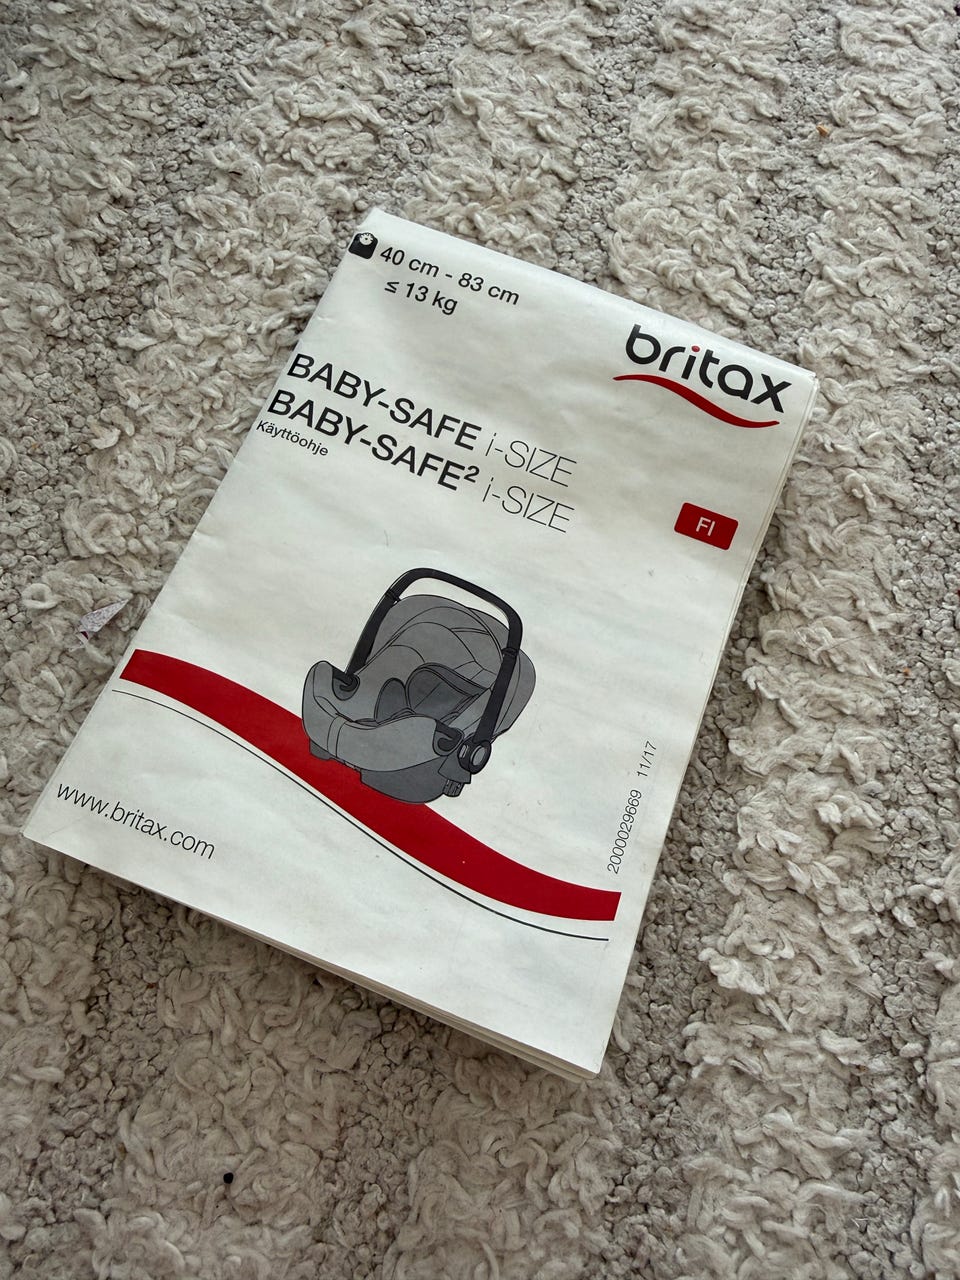 40 cm - 83 cm
≤ 13 kg
britax
BABY-SAFE i-SIZE
BABY-SAFE² i-SIZE
Käyttöohje
FI
2000029669 11/17
www.britax.com